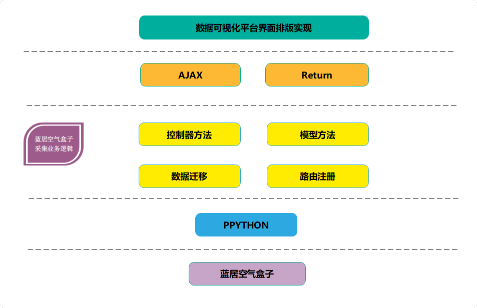 数据可视化平台界面排版实现
AJAX
Return
蓝居空气盒子
采集业务逻辑
控制器方法
模型方法
数据迁移
路由注册
PPYTHON
蓝居空气盒子